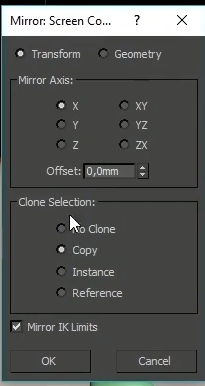 Mirror: Screen Co...
Transform Geometry
Mirror Axis:
X XY
Y YZ
Z ZX
Offset: 0,0mm
Clone Selection:
Clone
Copy
Instance
Reference
Mirror IK Limits
OK Cancel